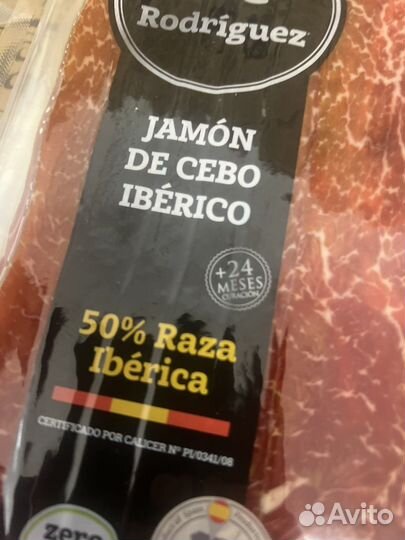 Rodríguez
JAMÓN
DE CEBO
IBÉRICO
+24
MESES
CURACIÓN
50% Raza
Ibérica
CERTIFICADO POR CALICER Nº PI/0341/08
zero
Avito